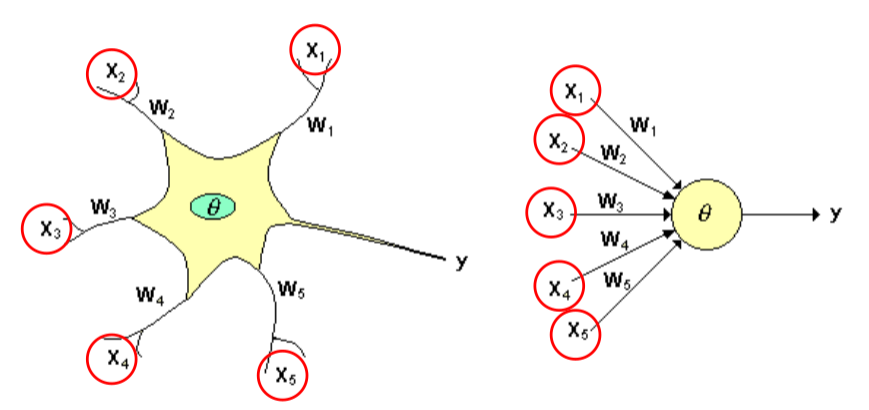 X₁
X₂
W₂
W₁
θ
W₃
X₃
y
W₄
W₅
X₄
X₅
X₁
W₁
X₂
W₂
X₃
W₃
θ
y
W₄
X₄
W₅
X₅